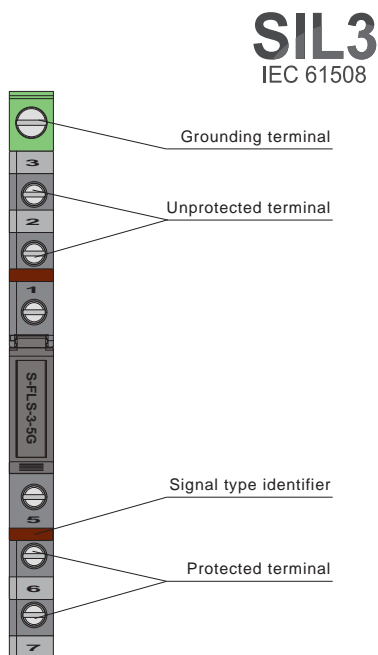 SIL3
IEC 61508
Grounding terminal
3
Unprotected terminal
2
1
S-FLS-3-5G
Signal type identifier
5
Protected terminal
6
7